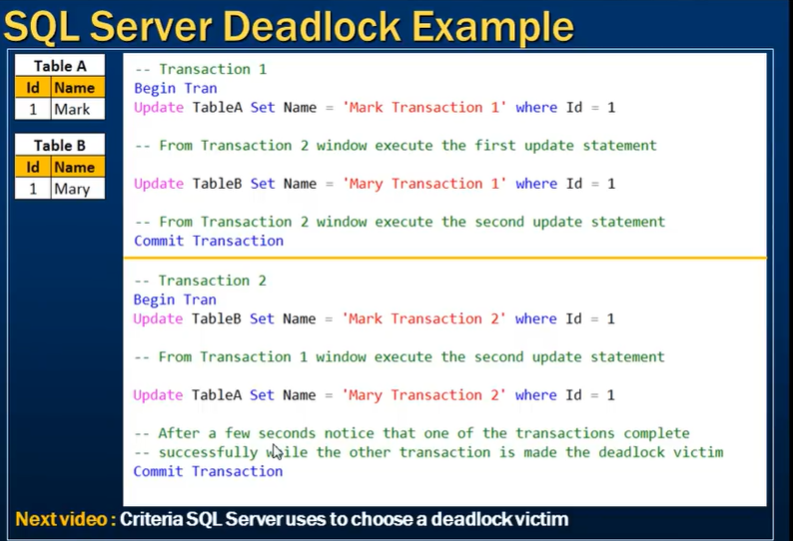 SQL Server Deadlock Example
Table A
Id Name
1 Mark
Table B
Id Name
1 Mary
-- Transaction 1
Begin Tran
Update TableA Set Name = 'Mark Transaction 1' where Id = 1
-- From Transaction 2 window execute the first update statement
Update TableB Set Name = 'Mary Transaction 1' where Id = 1
-- From Transaction 2 window execute the second update statement
Commit Transaction
-- Transaction 2
Begin Tran
Update TableB Set Name = 'Mark Transaction 2' where Id = 1
-- From Transaction 1 window execute the second update statement
Update TableA Set Name = 'Mary Transaction 2' where Id = 1
-- After a few seconds notice that one of the transactions complete
-- successfully while the other transaction is made the deadlock victim
Commit Transaction
Next video : Criteria SQL Server uses to choose a deadlock victim